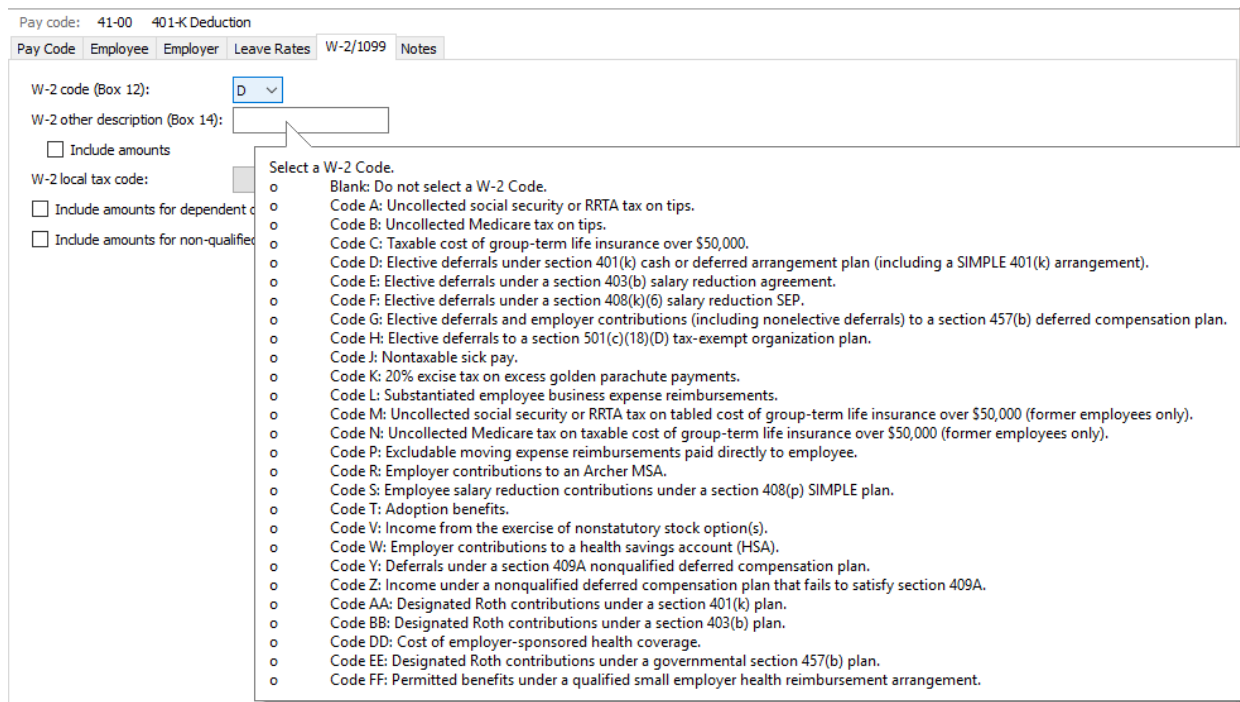 Pay code: 41-00 401-K Deduction
Pay Code Employee Employer Leave Rates W-2/1099 Notes
W-2 code (Box 12): D
W-2 other description (Box 14):
Include amounts
W-2 local tax code:
Include amounts for dependent
Include amounts for non-qualified
Select a W-2 Code.
o Blank: Do not select a W-2 Code.
o Code A: Uncollected social security or RRTA tax on tips.
o Code B: Uncollected Medicare tax on tips.
o Code C: Taxable cost of group-term life insurance over $50,000.
o Code D: Elective deferrals under section 401(k) cash or deferred arrangement plan (including a SIMPLE 401(k) arrangement).
o Code E: Elective deferrals under a section 403(b) salary reduction agreement.
o Code F: Elective deferrals under a section 408(k)(6) salary reduction SEP.
o Code G: Elective deferrals and employer contributions (including nonelective deferrals) to a section 457(b) deferred compensation plan.
o Code H: Elective deferrals to a section 501(c)(18)(D) tax-exempt organization plan.
o Code J: Nontaxable sick pay.
o Code K: 20% excise tax on excess golden parachute payments.
o Code L: Substantiated employee business expense reimbursements.
o Code M: Uncollected social security or RRTA tax on tabled cost of group-term life insurance over $50,000 (former employees only).
o Code N: Uncollected Medicare tax on taxable cost of group-term life insurance over $50,000 (former employees only).
o Code P: Excludable moving expense reimbursements paid directly to employee.
o Code R: Employer contributions to an Archer MSA.
o Code S: Employee salary reduction contributions under a section 408(p) SIMPLE plan.
o Code T: Adoption benefits.
o Code V: Income from the exercise of nonstatutory stock option(s).
o Code W: Employer contributions to a health savings account (HSA).
o Code Y: Deferrals under a section 409A nonqualified deferred compensation plan.
o Code Z: Income under a nonqualified deferred compensation plan that fails to satisfy section 409A.
o Code AA: Designated Roth contributions under a section 401(k) plan.
o Code BB: Designated Roth contributions under a section 403(b) plan.
o Code DD: Cost of employer-sponsored health coverage.
o Code EE: Designated Roth contributions under a governmental section 457(b) plan.
o Code FF: Permitted benefits under a qualified small employer health reimbursement arrangement.